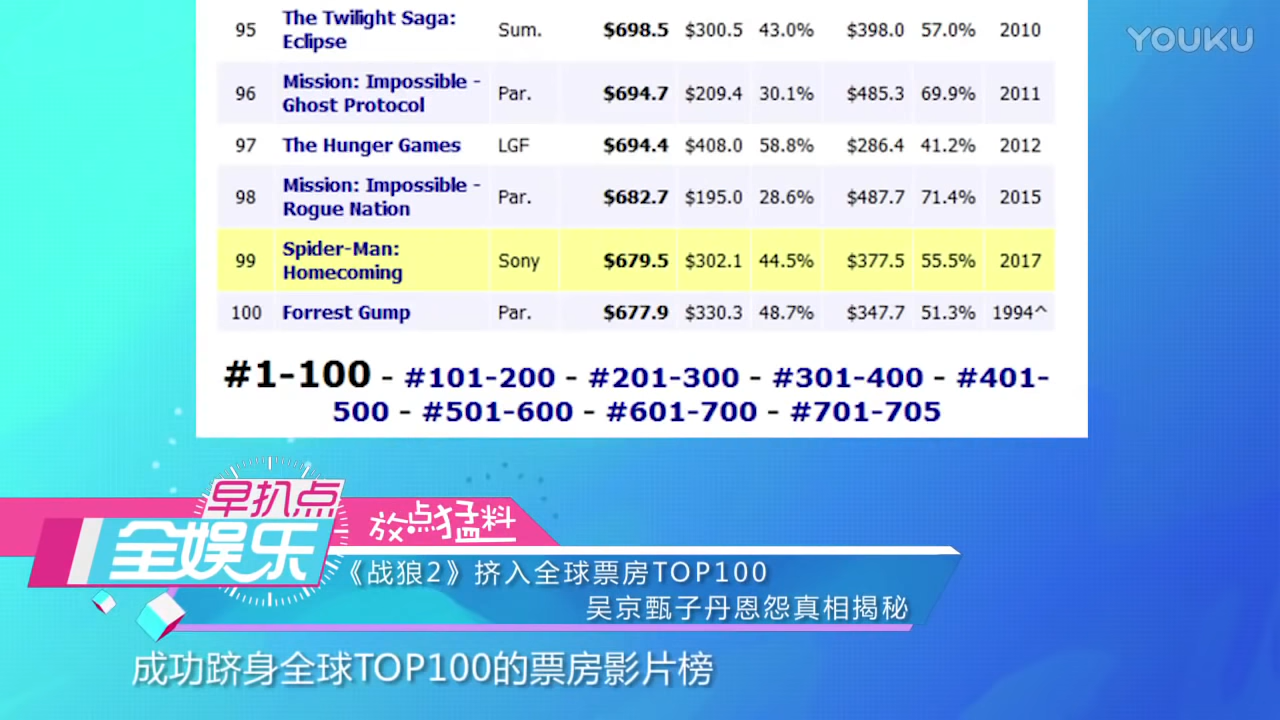 YOUKU
95 The Twilight Saga: Eclipse Sum. $698.5 $300.5 43.0% $398.0 57.0% 2010
96 Mission: Impossible - Ghost Protocol Par. $694.7 $209.4 30.1% $485.3 69.9% 2011
97 The Hunger Games LGF $694.4 $408.0 58.8% $286.4 41.2% 2012
98 Mission: Impossible - Rogue Nation Par. $682.7 $195.0 28.6% $487.7 71.4% 2015
99 Spider-Man: Homecoming Sony $679.5 $302.1 44.5% $377.5 55.5% 2017
100 Forrest Gump Par. $677.9 $330.3 48.7% $347.7 51.3% 1994^
#1-100 - #101-200 - #201-300 - #301-400 - #401-
500 - #501-600 - #601-700 - #701-705
早扒点
全娱乐
放点猛料
《战狼2》挤入全球票房TOP100
吴京甄子丹恩怨真相揭秘
成功跻身全球TOP100的票房影片榜